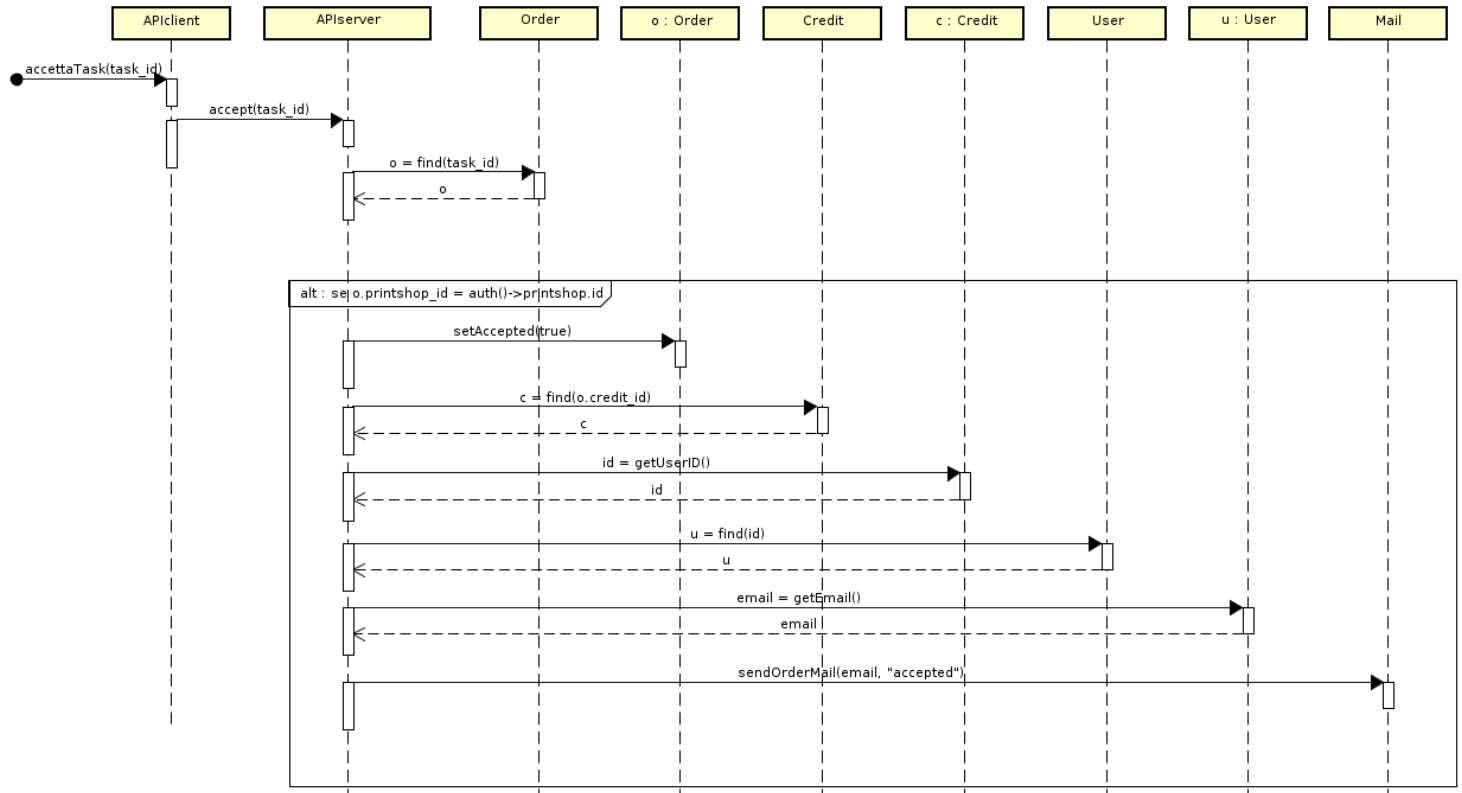 APIclient
APIserver
Order
o : Order
Credit
c : Credit
User
u : User
Mail
accettaTask(task_id)
accept(task_id)
o = find(task_id)
o
alt : se o.printshop_id = auth()->printshop.id
setAccepted(true)
c = find(o.credit_id)
c
id = getUserID()
id
u = find(id)
u
email = getEmail()
email
sendOrderMail(email, "accepted")